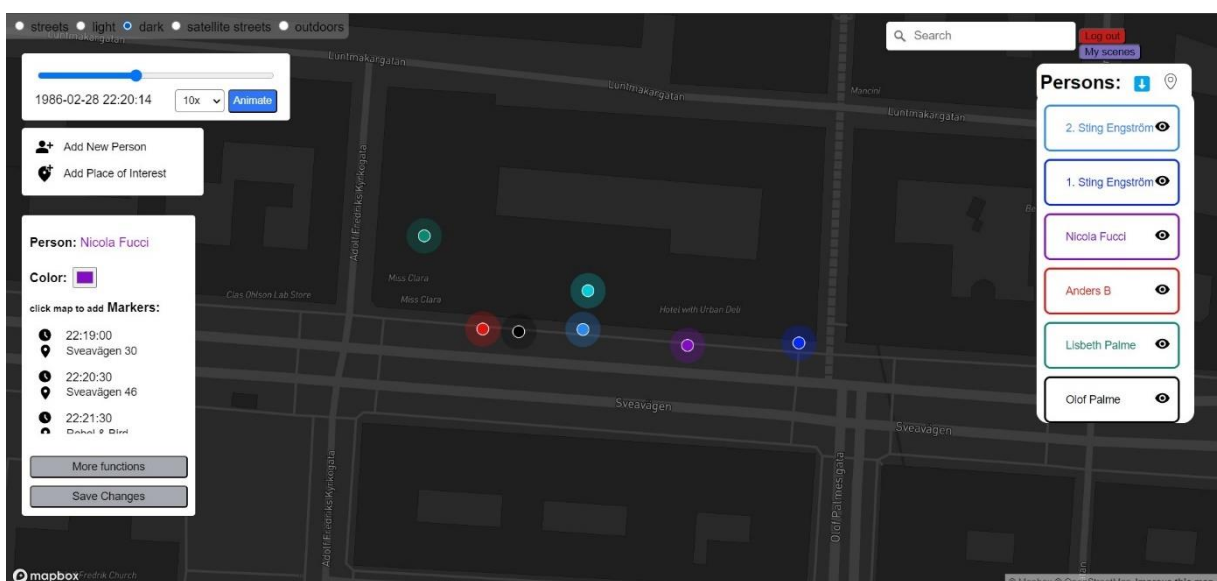 streets light dark satellite streets outdoors
Search
Log out
My scenes
1986-02-28 22:20:14 10x Animate
Add New Person
Add Place of Interest
Person: Nicola Fucci
Color:
click map to add Markers:
22:19:00
Sveavägen 30
22:20:30
Sveavägen 46
22:21:30
Rebel & Bird
More functions
Save Changes
Persons:
2. Sting Engström
1. Sting Engström
Nicola Fucci
Anders B
Lisbeth Palme
Olof Palme
Luntmakargatan
Luntmakargatan
Luntmakargatan
Luntmakargatan
Mancini
Adolf Fredriks Kyrkogata
Miss Clara
Miss Clara
Clas Ohlson Lab Store
Hotel with Urban Deli
Sveavägen
Sveavägen
Adolf Fredriks Kyrkogata
Olof Palmes gata
mapbox
Fredrik Church